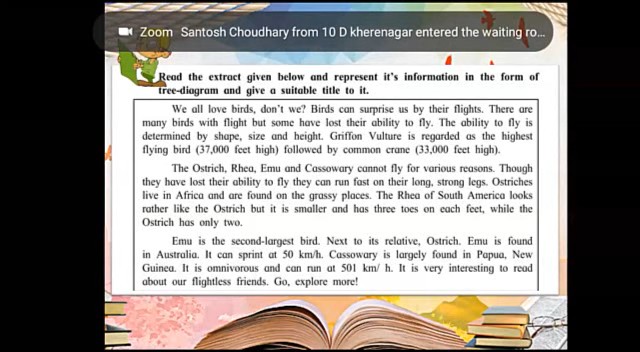 Zoom Santosh Choudhary from 10 D kherenagar entered the waiting ro...
Read the extract given below and represent it's information in the form of
tree-diagram and give a suitable title to it.
We all love birds, don't we? Birds can surprise us by their flights. There are
many birds with flight but some have lost their ability to fly. The ability to fly is
determined by shape, size and height. Griffon Vulture is regarded as the highest
flying bird (37,000 feet high) followed by common crane (33,000 feet high).
The Ostrich, Rhea, Emu and Cassowary cannot fly for various reasons. Though
they have lost their ability to fly they can run fast on their long, strong legs. Ostriches
live in Africa and are found on the grassy places. The Rhea of South America looks
rather like the Ostrich but it is smaller and has three toes on each feet, while the
Ostrich has only two.
Emu is the second-largest bird. Next to its relative, Ostrich. Emu is found
in Australia. It can sprint at 50 km/h. Cassowary is largely found in Papua, New
Guinea. It is omnivorous and can run at 501 km/ h. It is very interesting to read
about our flightless friends. Go, explore more!